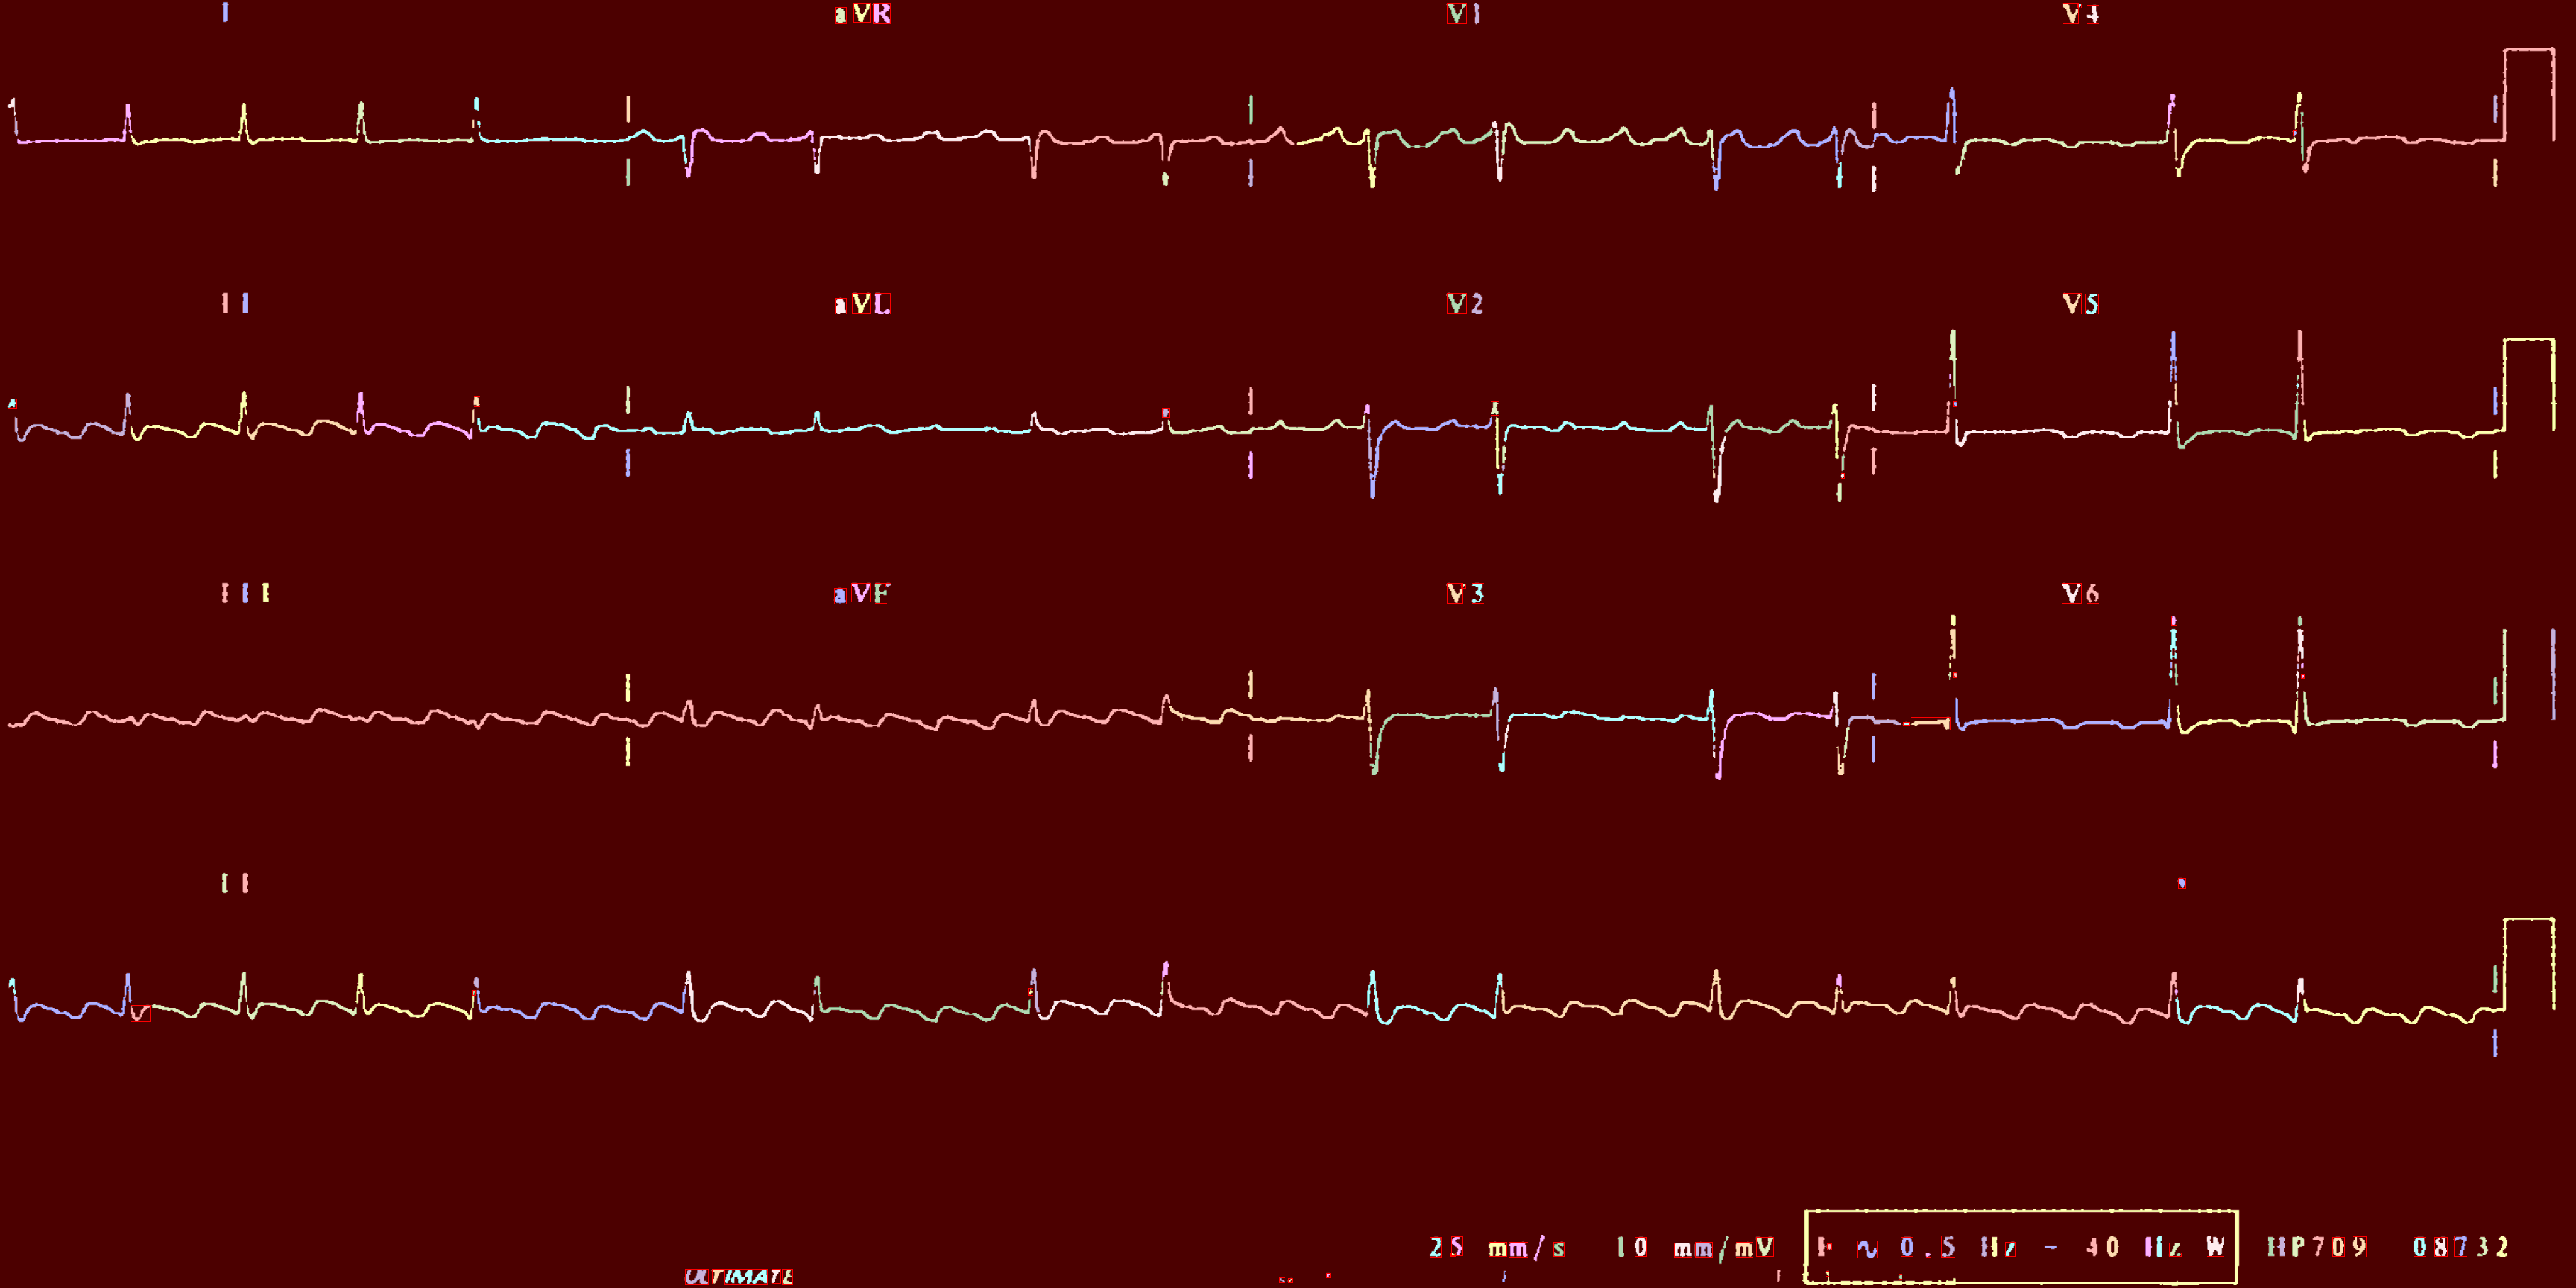 I aVR V1 V4
II aVL V2 V5
III aVF V3 V6
II
25 mm/s 10 mm/mV F ~ 0.5 Hz - 40 Hz W HP709 08732
ULTIMATE